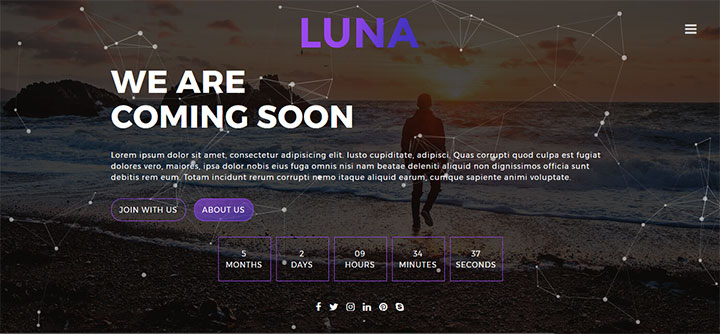 LUNA
WE ARE
COMING SOON
Lorem ipsum dolor sit amet, consectetur adipisicing elit. Iusto cupiditate, adipisci. Quas corrupti quod culpa est fugiat
dolores vero, maiores, ipsa dolor nobis eius fuga omnis nisi nam beatae deleniti aliquid non dignissimos officia sunt
debitis rem eum. Totam incidunt rerum corrupti nemo itaque aliquid earum, cumque sapiente animi voluptate.
JOIN WITH US ABOUT US
5 2 09 34 37
MONTHS DAYS HOURS MINUTES SECONDS